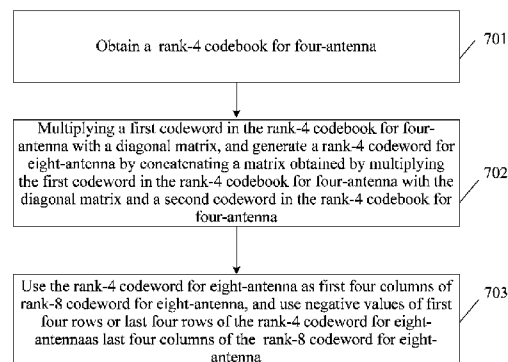 Obtain a rank-4 codebook for four-antenna
701
Multiplying a first codeword in the rank-4 codebook for four-
antenna with a diagonal matrix, and generate a rank-4 codeword for
eight-antenna by concatenating a matrix obtained by multiplying
the first codeword in the rank-4 codebook for four-antenna with the
diagonal matrix and a second codeword in the rank-4 codebook for
four-antenna
702
Use the rank-4 codeword for eight-antenna as first four columns of
rank-8 codeword for eight-antenna, and use negative values of first
four rows or last four rows of the rank-4 codeword for eight-
antennaas last four columns of the rank-8 codeword for eight-
antenna
703